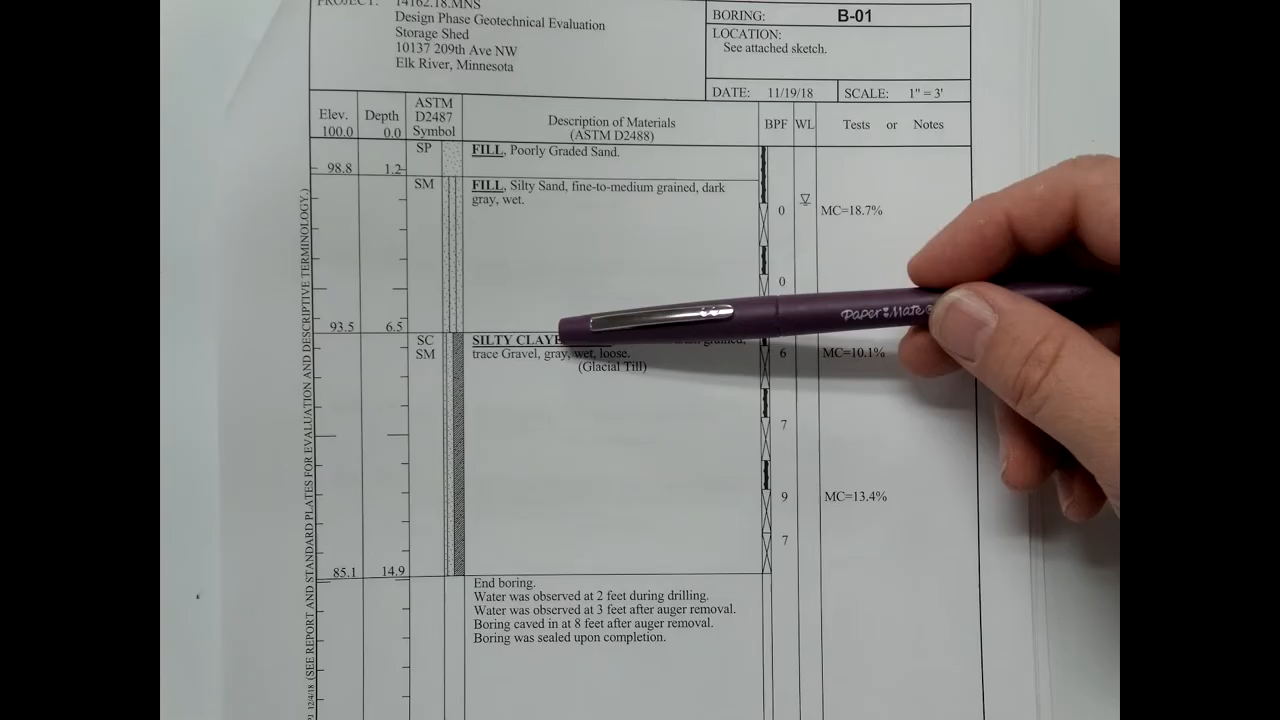 PROJECT: 14162.18.MNS
Design Phase Geotechnical Evaluation
Storage Shed
10137 209th Ave NW
Elk River, Minnesota
BORING: B-01
LOCATION:
See attached sketch.
DATE: 11/19/18 SCALE: 1" = 3'
Elev. 100.0
Depth 0.0
ASTM D2487 Symbol
Description of Materials
(ASTM D2488)
BPF WL Tests or Notes
SP FILL, Poorly Graded Sand.
98.8 1.2
SM FILL, Silty Sand, fine-to-medium grained, dark
gray, wet.
0 MC=18.7%
0
93.5 6.5
SC SILTY CLAYE grained,
SM trace Gravel, gray, wet, loose.
6 MC=10.1%
(Glacial Till)
7
9 MC=13.4%
7
85.1 14.9
End boring.
Water was observed at 2 feet during drilling.
Water was observed at 3 feet after auger removal.
Boring caved in at 8 feet after auger removal.
Boring was sealed upon completion.
12/4/18 (SEE REPORT AND STANDARD PLATES FOR EVALUATION AND DESCRIPTIVE TERMINOLOGY.)
Paper Mate®